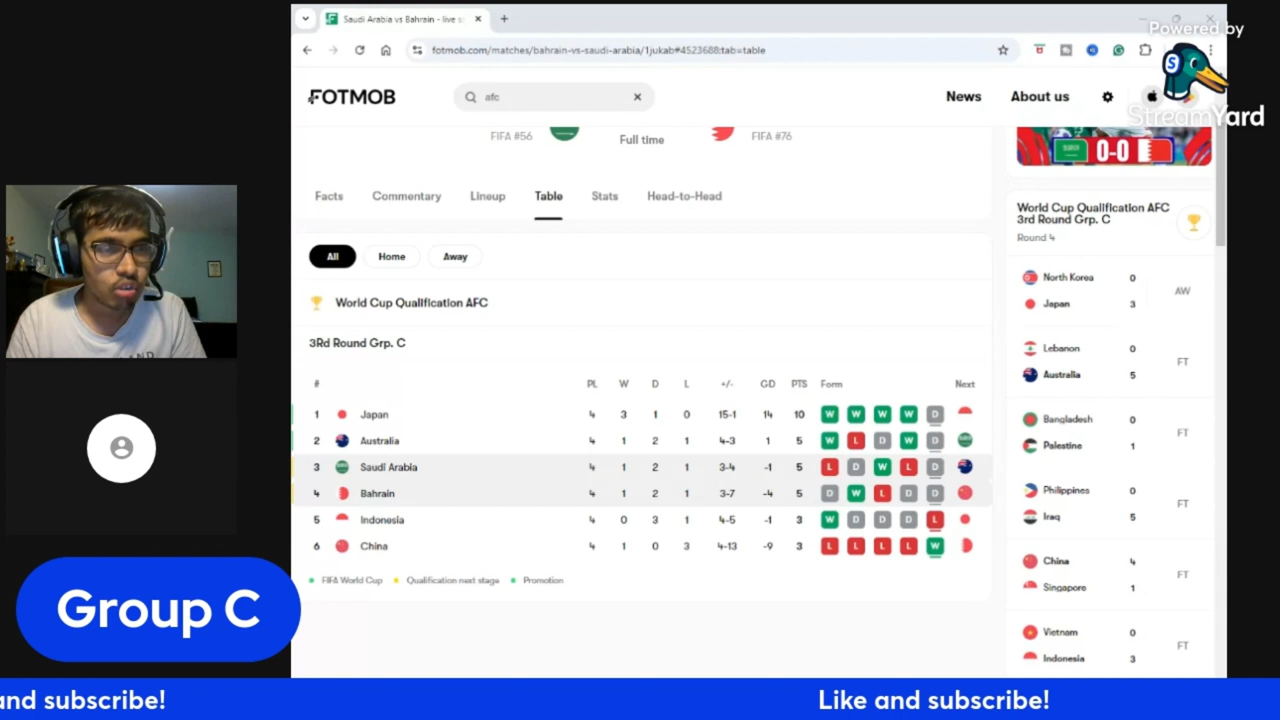 Saudi Arabia vs Bahrain - live s
fotmob.com/matches/bahrain-vs-saudi-arabia/1jukab#4523688:tab=table
Powered by
StreamYard
FOTMOB
afc
News
About us
FIFA #56
Full time
FIFA #76
0-0
Facts
Commentary
Lineup
Table
Stats
Head-to-Head
All
Home
Away
World Cup Qualification AFC
3Rd Round Grp. C
# PL W D L +/- GD PTS Form Next
1 Japan 4 3 1 0 15-1 14 10 W W W W D
2 Australia 4 1 2 1 4-3 1 5 W L D W D
3 Saudi Arabia 4 1 2 1 3-4 -1 5 L D W L D
4 Bahrain 4 1 2 1 3-7 -4 5 D W L D D
5 Indonesia 4 0 3 1 4-5 -1 3 W D D D L
6 China 4 1 0 3 4-13 -9 3 L L L L W
FIFA World Cup
Qualification next stage
Promotion
World Cup Qualification AFC
3rd Round Grp. C
Round 4
North Korea 0
AW
Japan 3
Lebanon 0
FT
Australia 5
Bangladesh 0
FT
Palestine 1
Philippines 0
FT
Iraq 5
China 4
FT
Singapore 1
Vietnam 0
FT
Indonesia 3
Group C
and subscribe!
Like and subscribe!